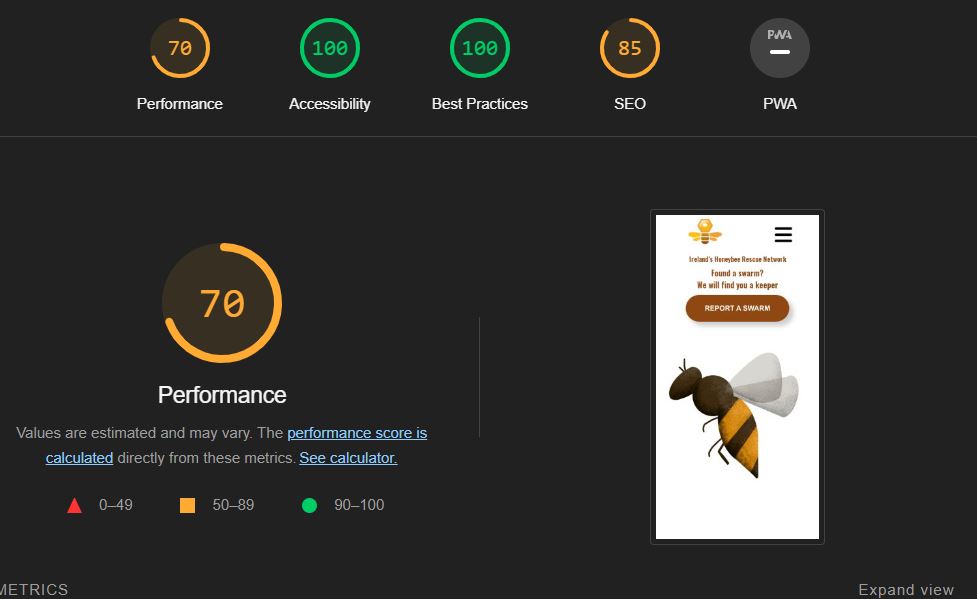 70 100 100 85 PWA
Performance Accessibility Best Practices SEO PWA
70
Performance
Values are estimated and may vary. The performance score is
calculated directly from these metrics. See calculator.
0–49 50–89 90–100
Ireland's Honeybee Rescue Network
Found a swarm?
We will find you a keeper
REPORT A SWARM
METRICS Expand view